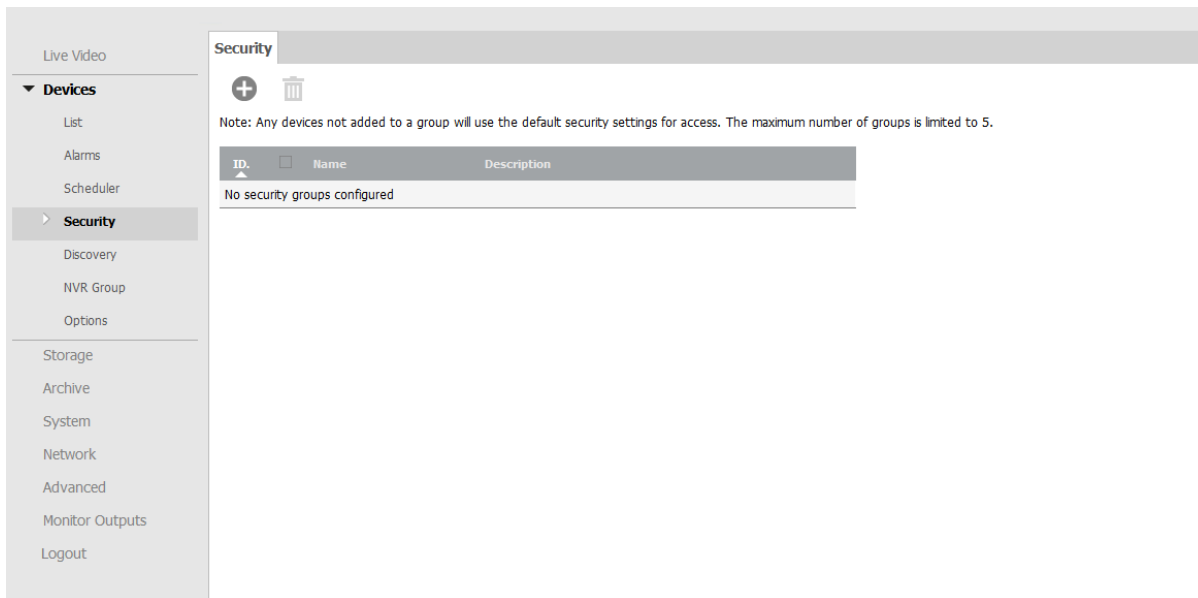 Live Video
Devices
List
Alarms
Scheduler
Security
Discovery
NVR Group
Options
Storage
Archive
System
Network
Advanced
Monitor Outputs
Logout
Security
Note: Any devices not added to a group will use the default security settings for access. The maximum number of groups is limited to 5.
ID. Name Description
No security groups configured